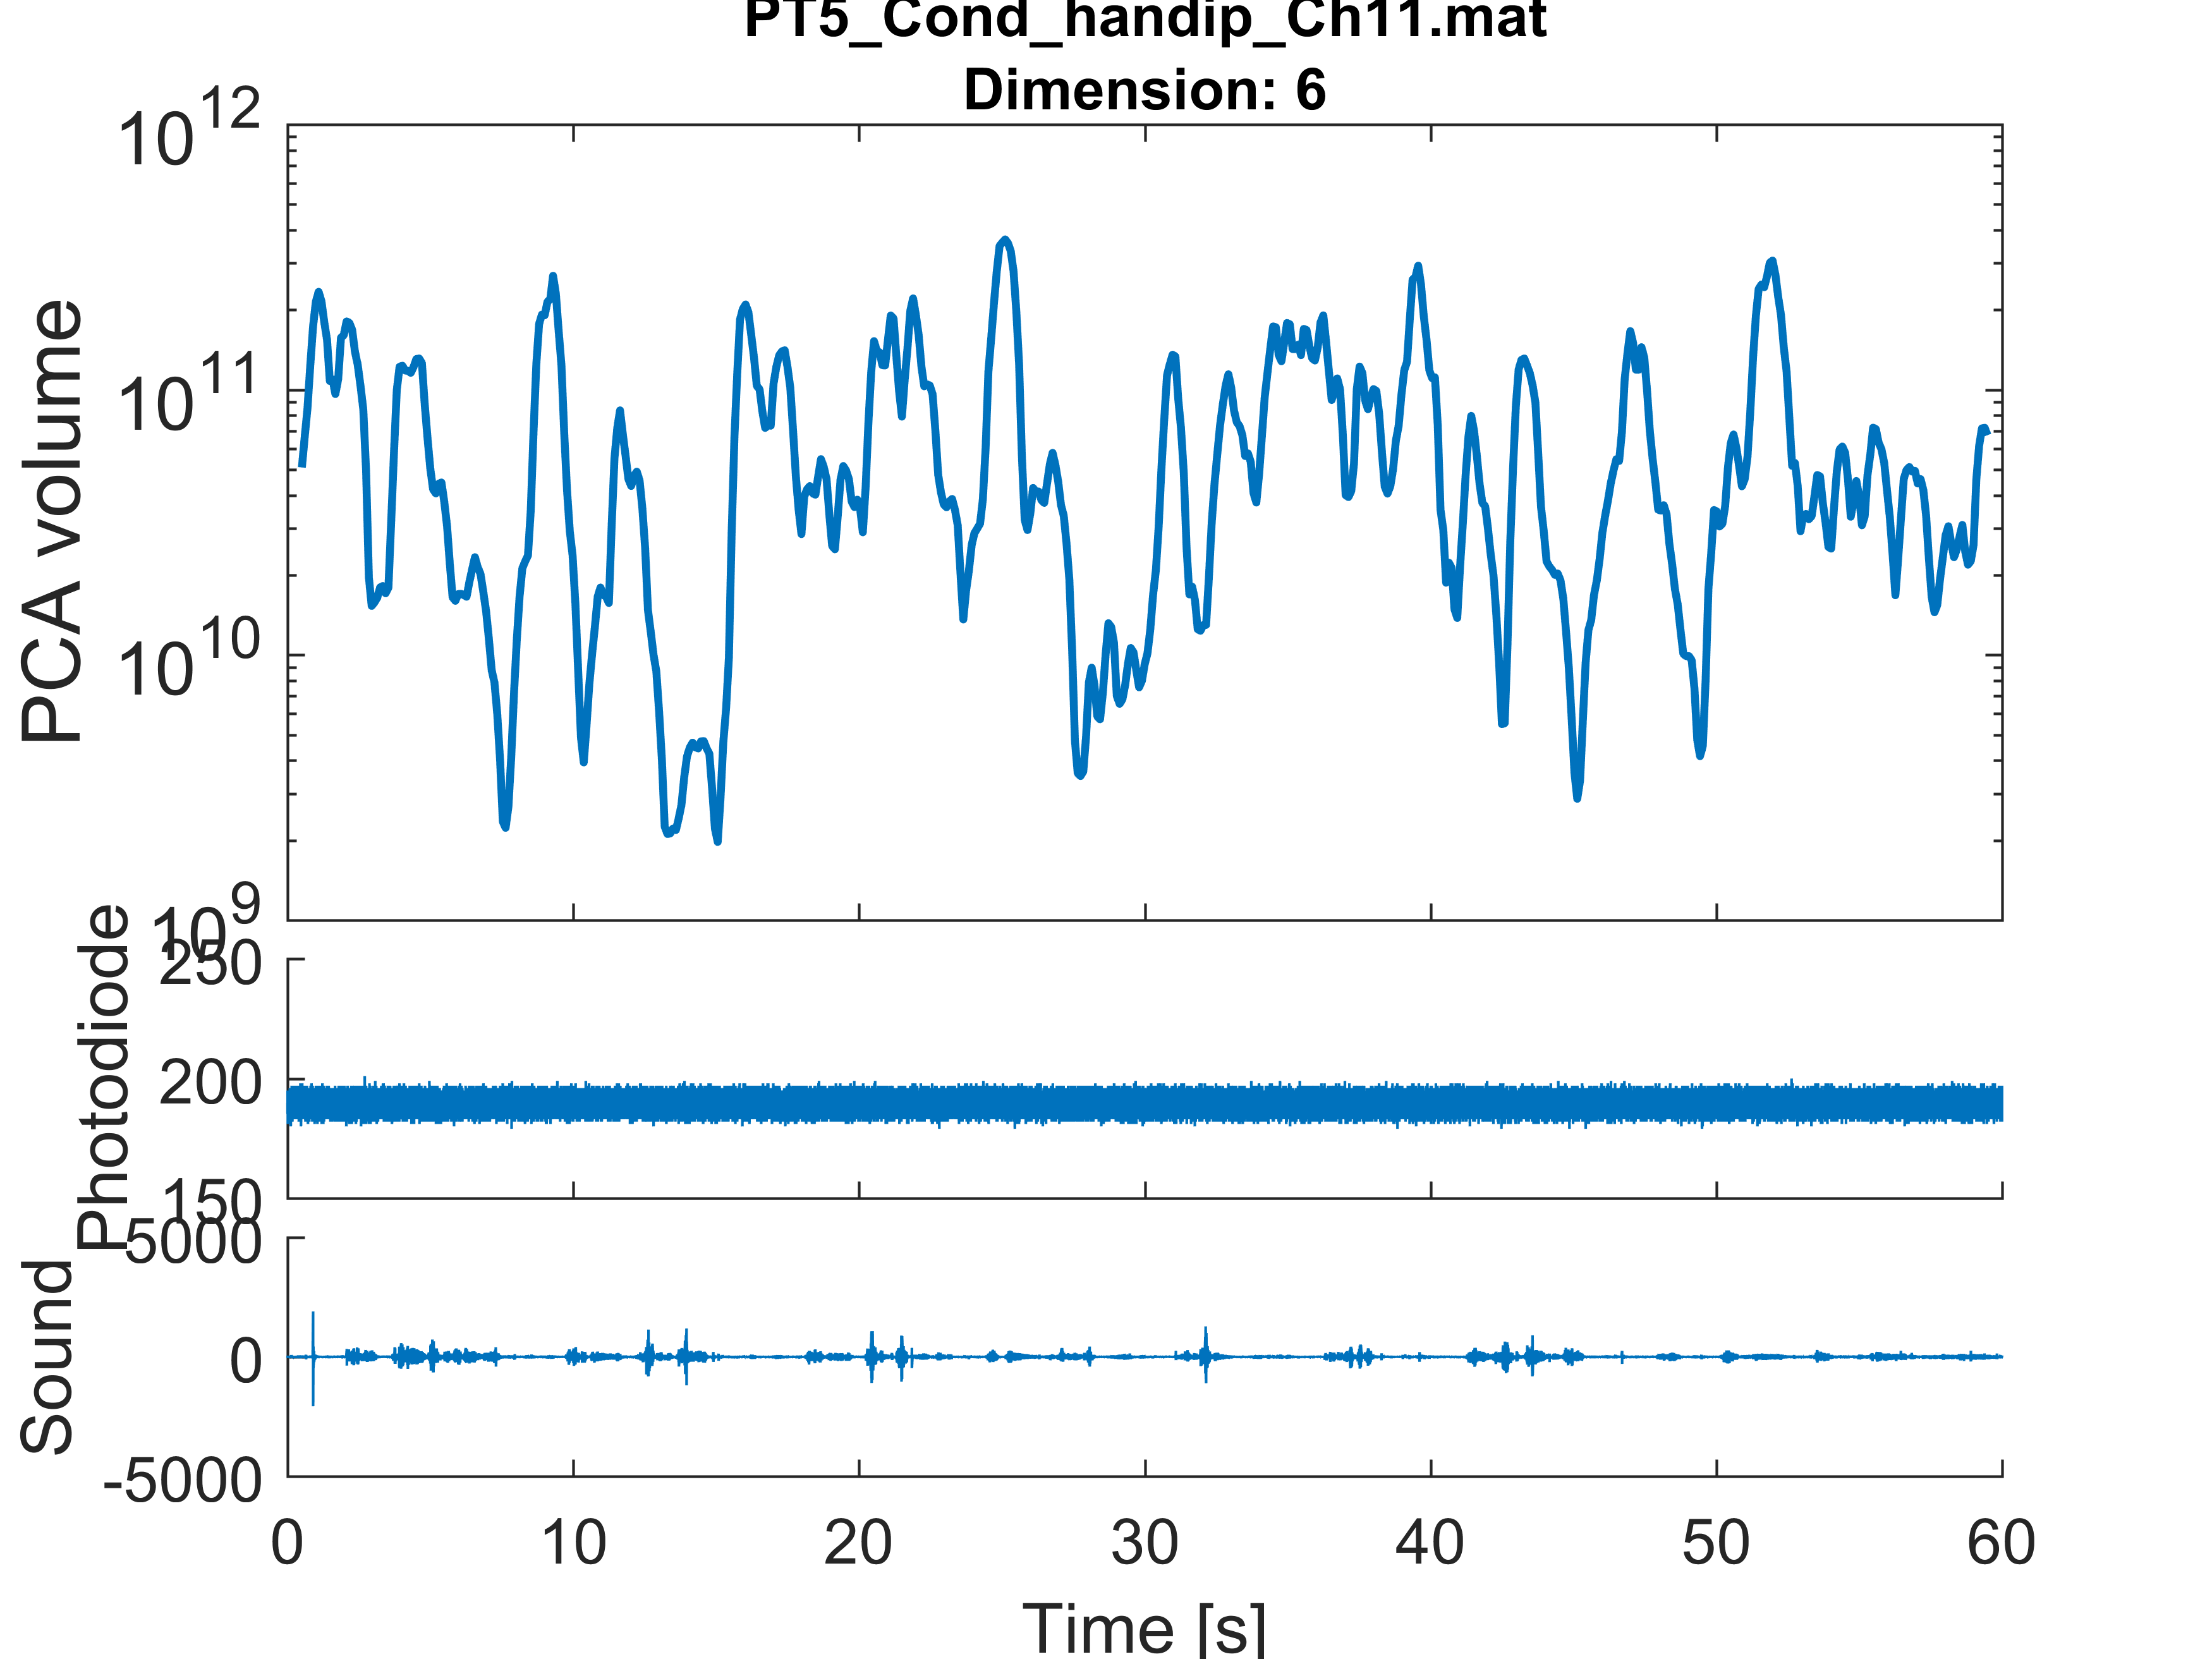 PT5_Cond_handip_Ch11.mat
Dimension: 6
PCA volume
10^12
10^11
10^10
10^9
Photodiode
250
200
150
Sound
5000
0
-5000
0 10 20 30 40 50 60
Time [s]